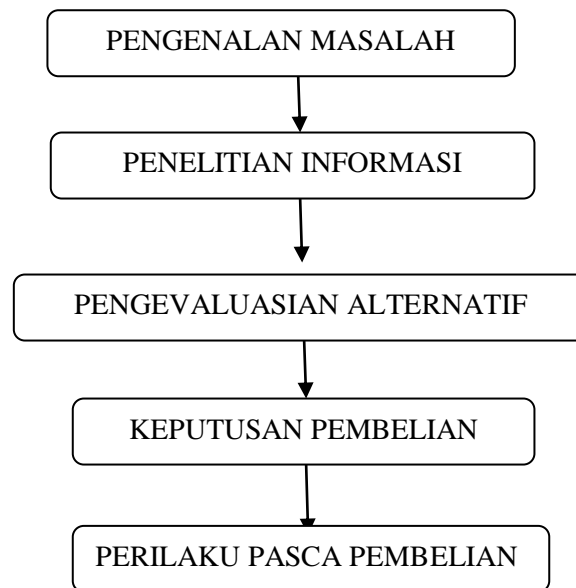 PENGENALAN MASALAH
PENELITIAN INFORMASI
PENGEVALUASIAN ALTERNATIF
KEPUTUSAN PEMBELIAN
PERILAKU PASCA PEMBELIAN